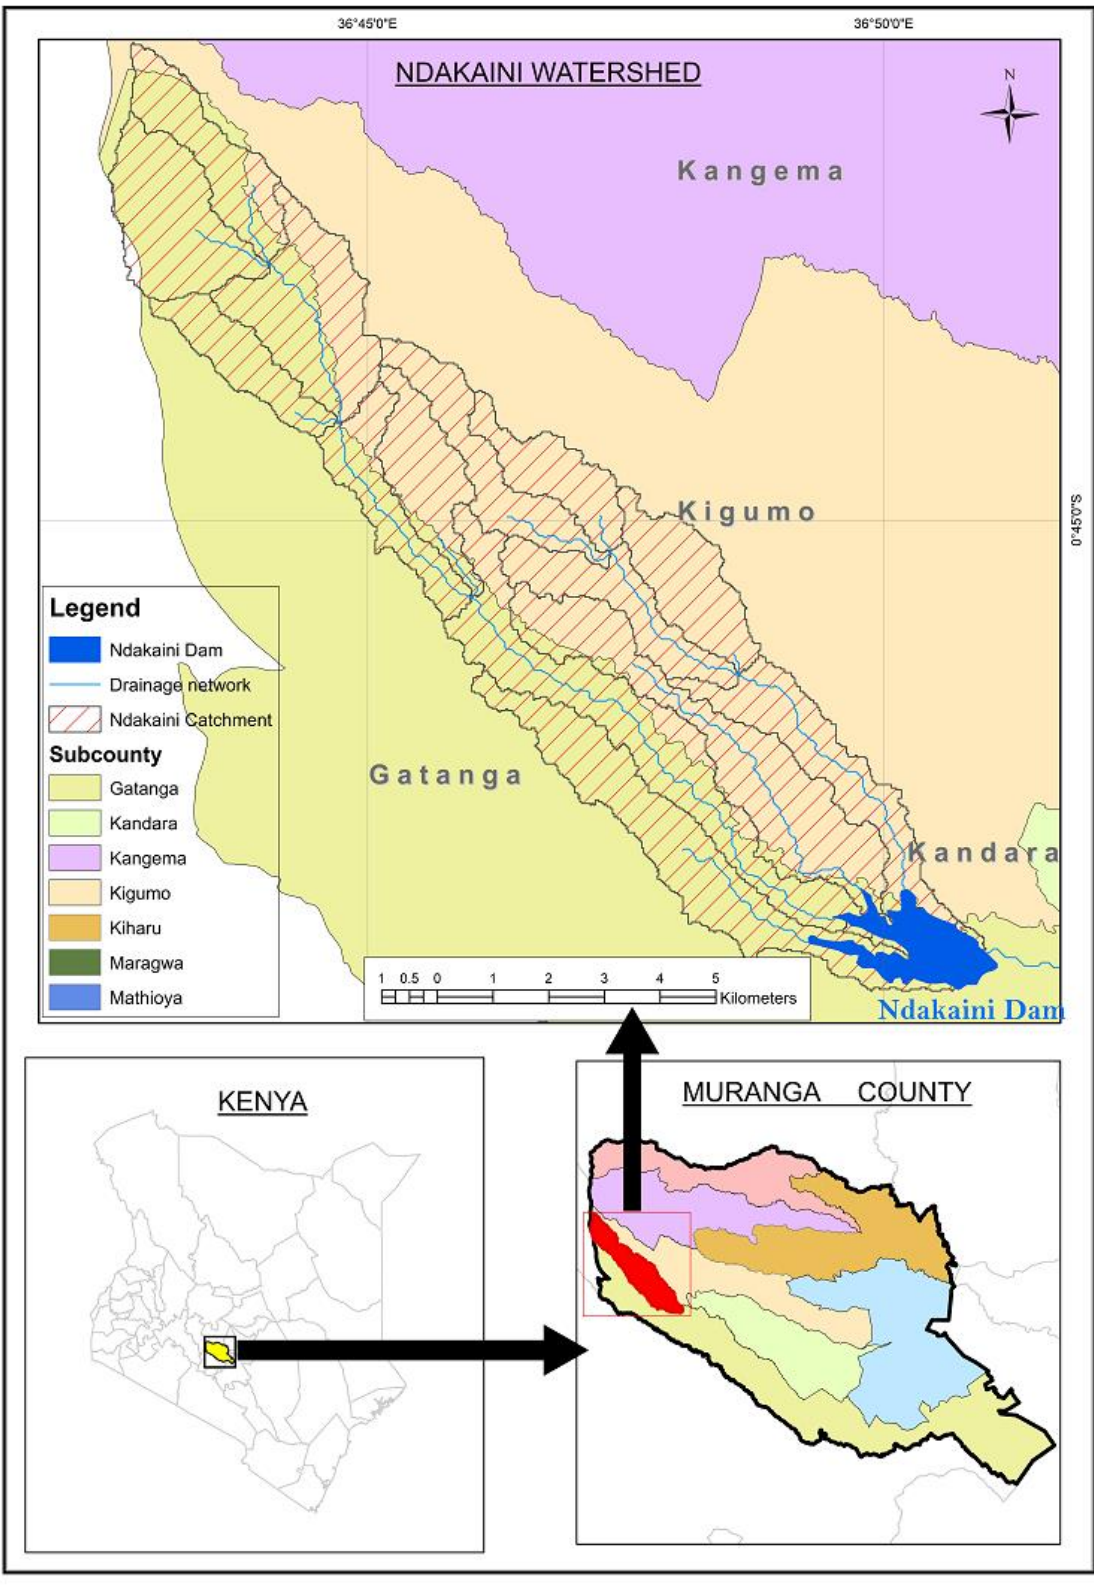 36°45'0"E
36°50'0"E
NDAKAINI WATERSHED
N
Kangema
Kigumo
0°45'0"S
Legend
Ndakaini Dam
Drainage network
Ndakaini Catchment
Subcounty
Gatanga
Kandara
Kangema
Kigumo
Kiharu
Maragwa
Mathioya
Gatanga
Kandara
1 0.5 0 1 2 3 4 5
Kilometers
Ndakaini Dam
KENYA
MURANGA COUNTY